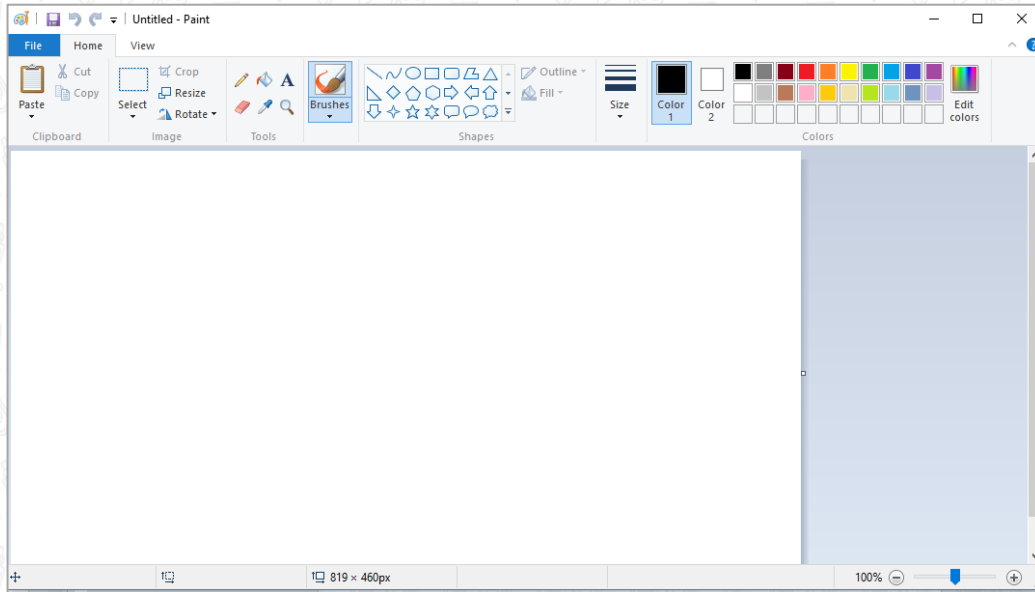 Untitled - Paint
File Home View
Cut
Copy
Paste
Clipboard
Select
Crop
Resize
Rotate
Image
A
Tools
Brushes
Outline
Fill
Shapes
Size
Color 1
Color 2
Edit colors
Colors
819 × 460px
100%